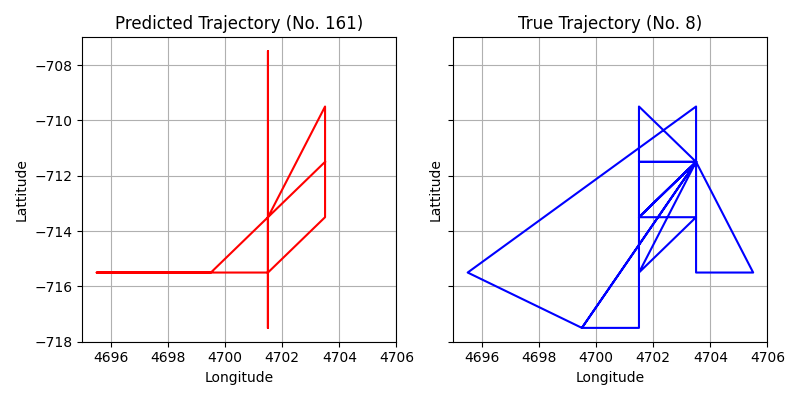 Predicted Trajectory (No. 161)
True Trajectory (No. 8)
Lattitude
−708
−710
−712
−714
−716
−718
4696 4698 4700 4702 4704 4706
Longitude
Lattitude
4696 4698 4700 4702 4704 4706
Longitude